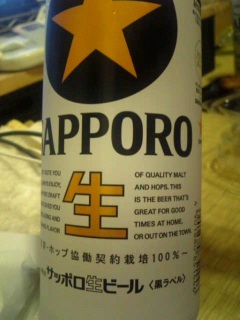 SAPPORO
生
OF QUALITY MALT
AND HOPS. THIS
IS THE BEER THAT'S
GREAT FOR GOOD
TIMES AT HOME,
OR OUT ON THE TOWN.
ホップ協働契約栽培100%
サッポロ生ビール〈黒ラベル〉